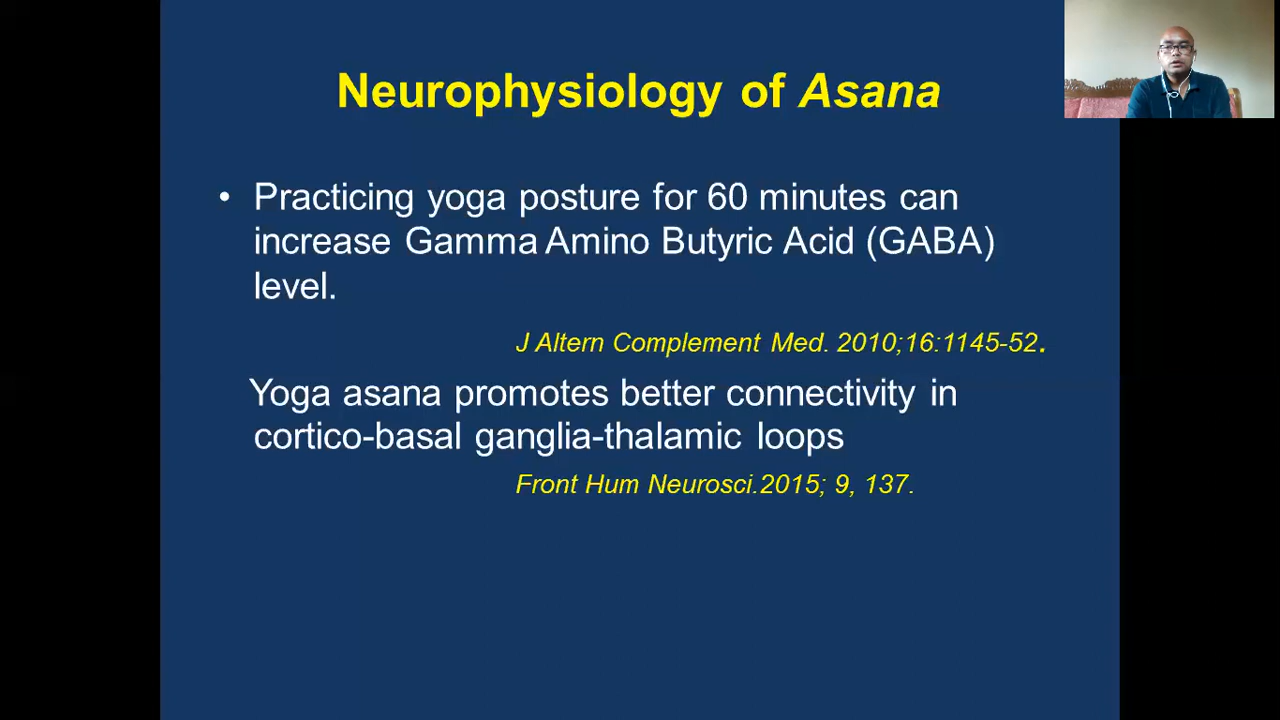 Neurophysiology of Asana
• Practicing yoga posture for 60 minutes can
increase Gamma Amino Butyric Acid (GABA)
level.
J Altern Complement Med. 2010;16:1145-52.
Yoga asana promotes better connectivity in
cortico-basal ganglia-thalamic loops
Front Hum Neurosci.2015; 9, 137.